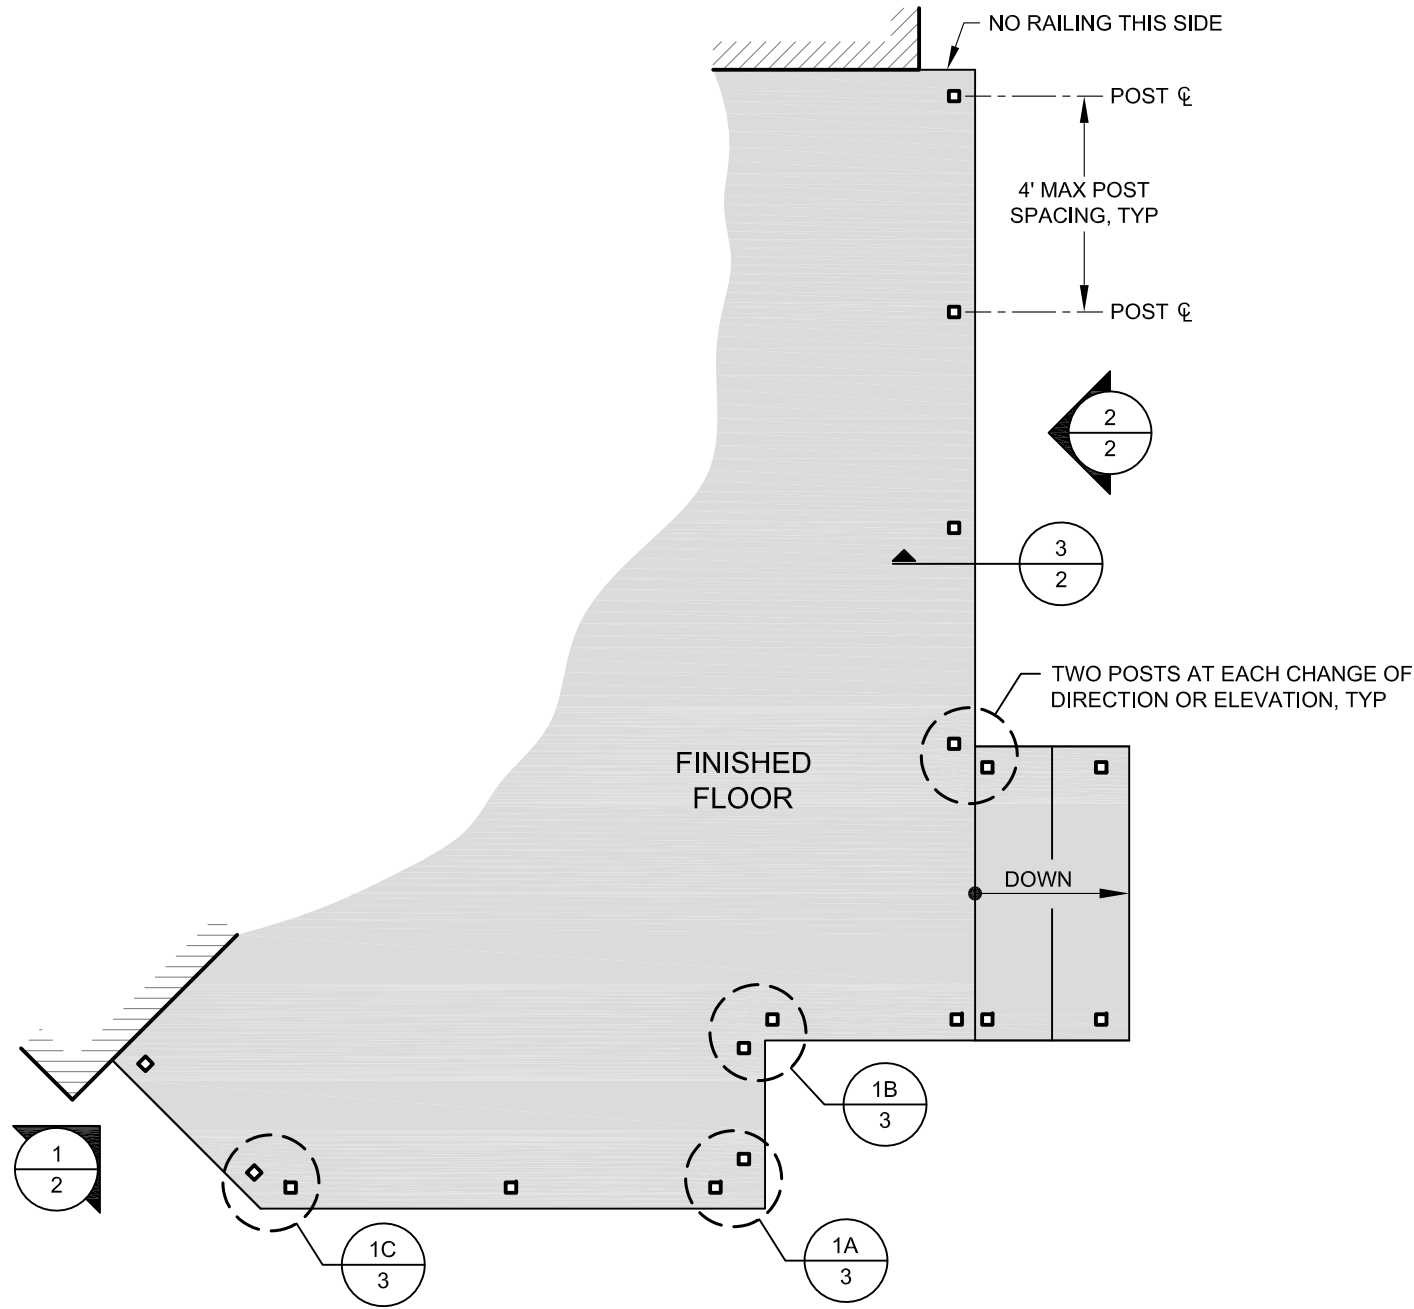 NO RAILING THIS SIDE
POST ℄
4' MAX POST
SPACING, TYP
POST ℄
2
2
3
2
TWO POSTS AT EACH CHANGE OF
DIRECTION OR ELEVATION, TYP
FINISHED
FLOOR
DOWN
1B
3
1
2
1C
3
1A
3